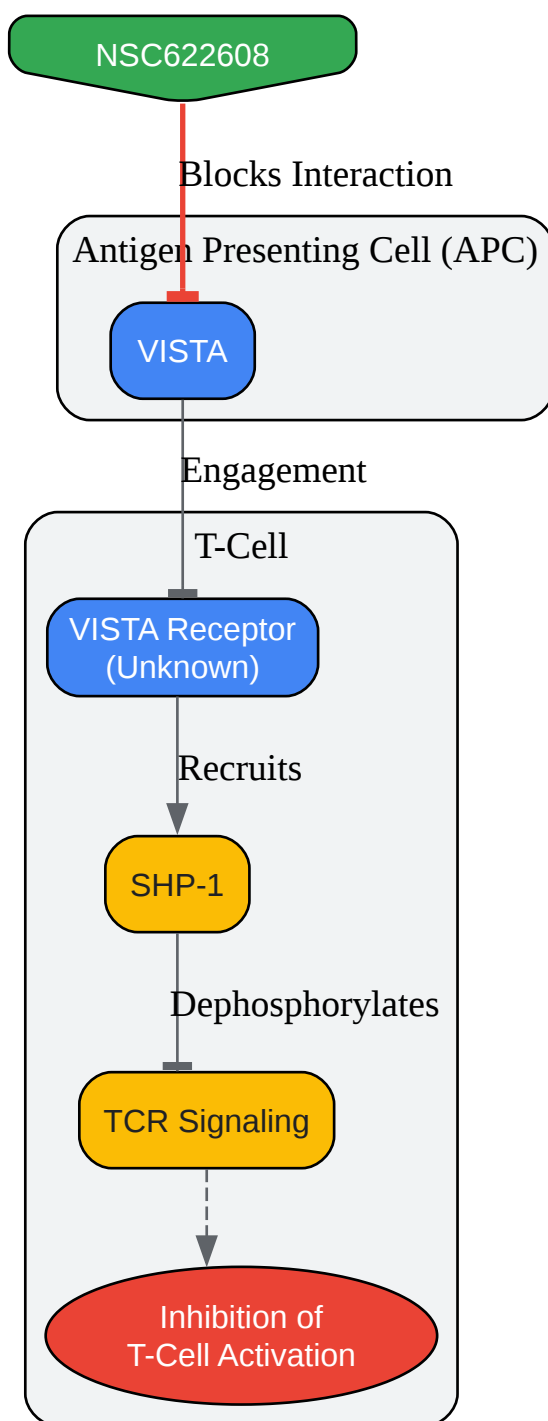 NSC622608
Blocks Interaction
Antigen Presenting Cell (APC)
VISTA
Engagement
T-Cell
VISTA Receptor
(Unknown)
Recruits
SHP-1
Dephosphorylates
TCR Signaling
Inhibition of
T-Cell Activation